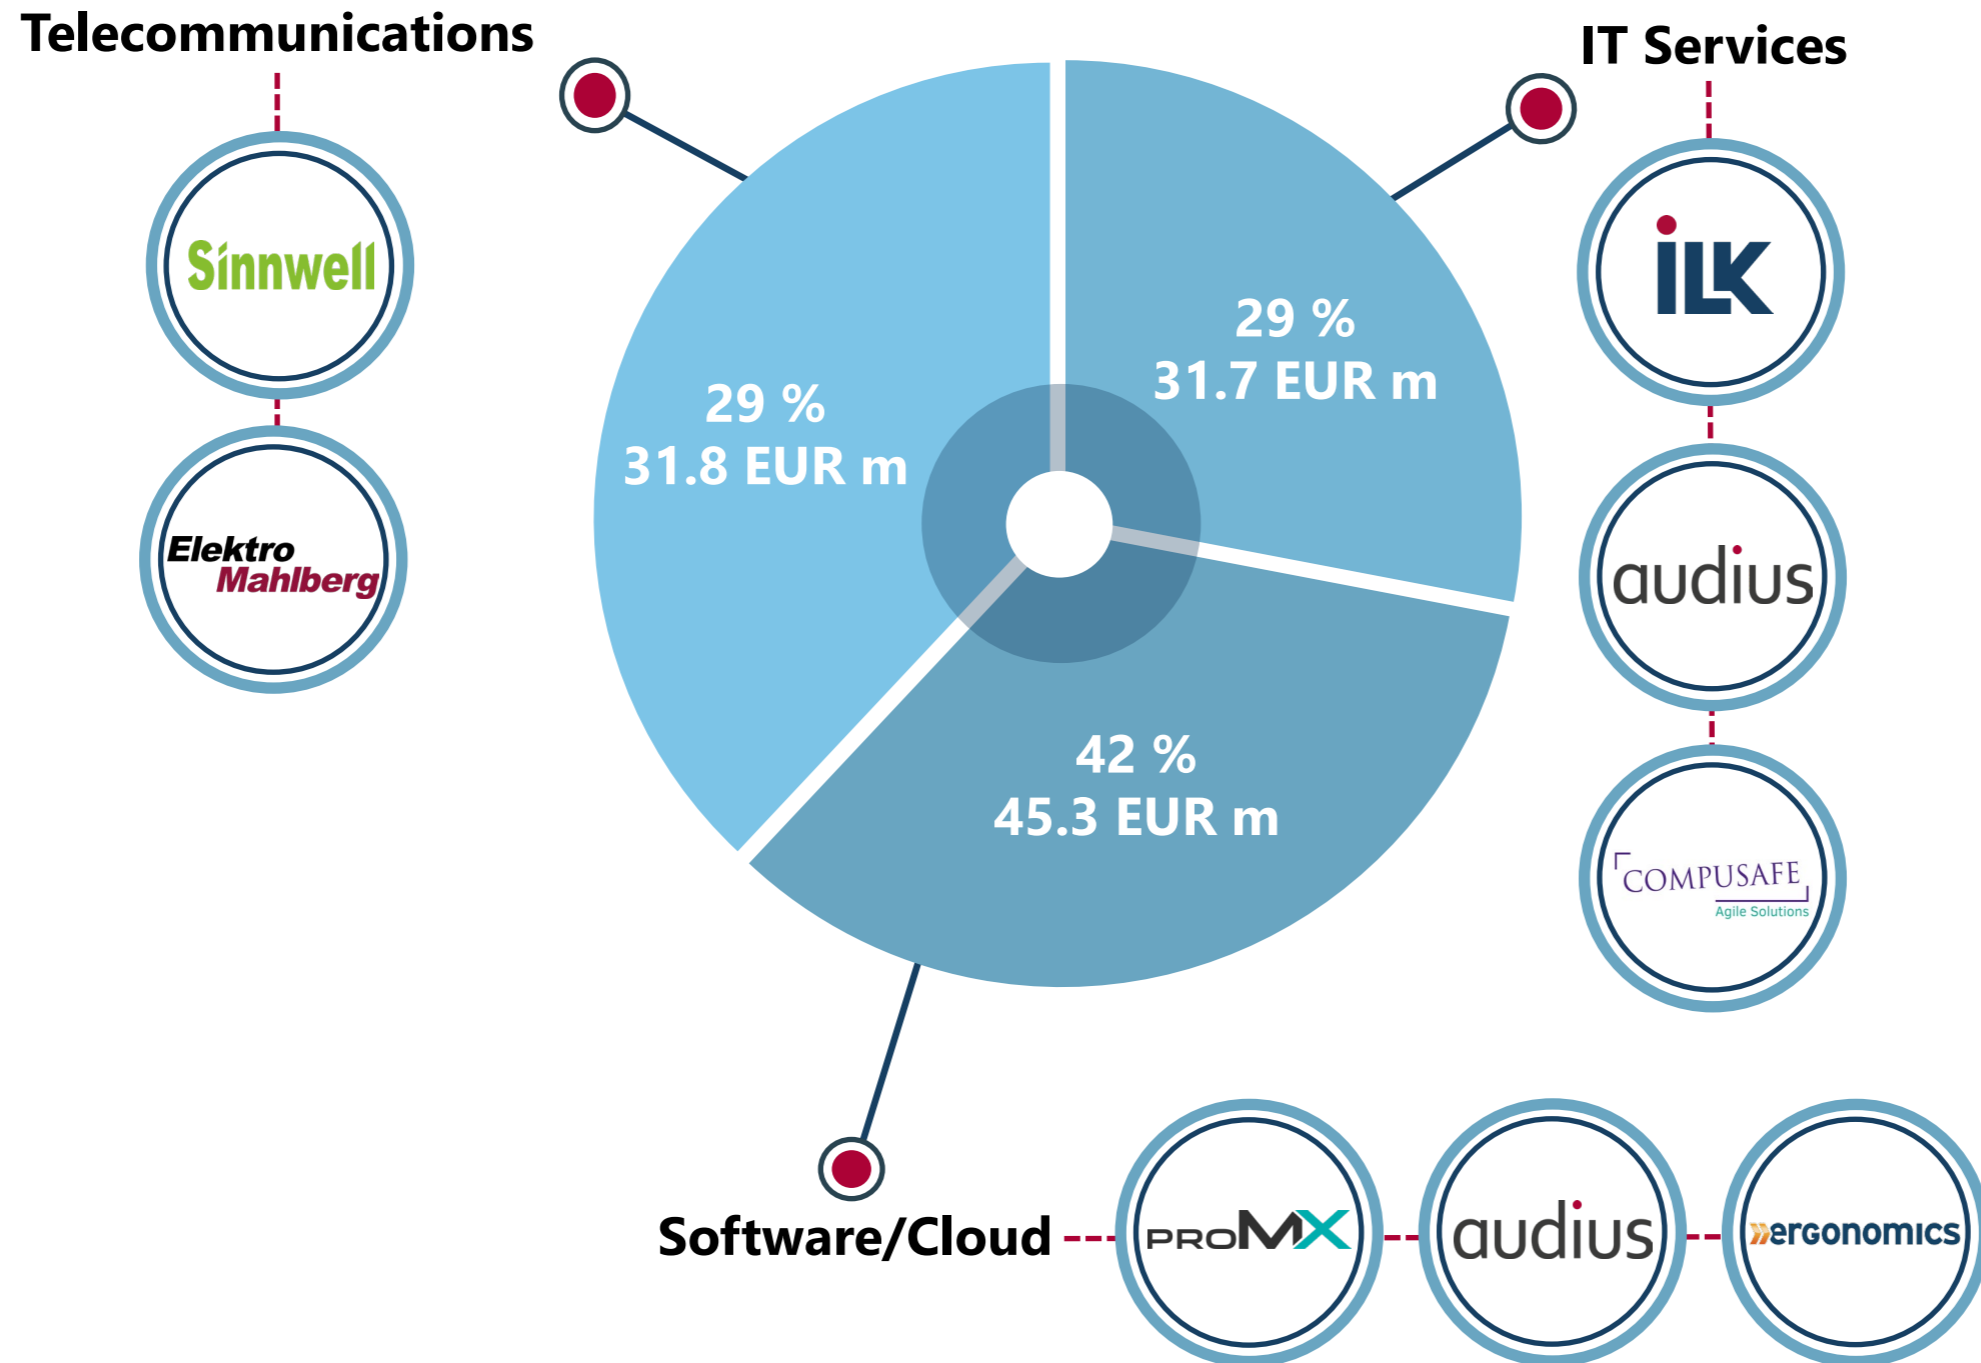 Telecommunications
Sinnwell
Elektro
Mahlberg
29 %
31.8 EUR m
29 %
31.7 EUR m
42 %
45.3 EUR m
IT Services
iLK
audius
COMPUSAFE
Agile Solutions
Software/Cloud
PROMX
audius
ergonomics